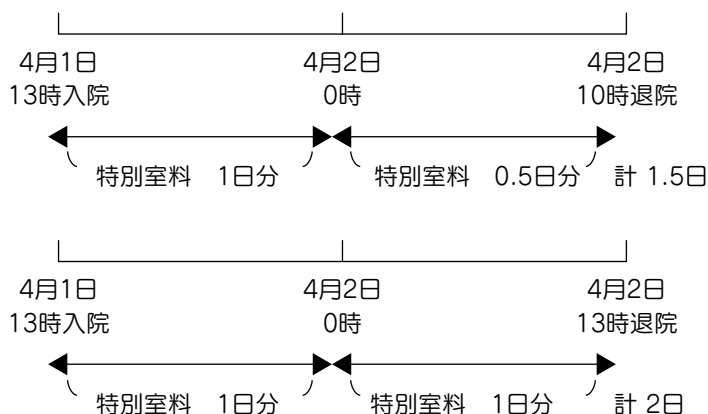 4月1日 4月2日 4月2日
13時入院 0時 10時退院
特別室料 1日分 特別室料 0.5日分 計 1.5日
4月1日 4月2日 4月2日
13時入院 0時 13時退院
特別室料 1日分 特別室料 1日分 計 2日